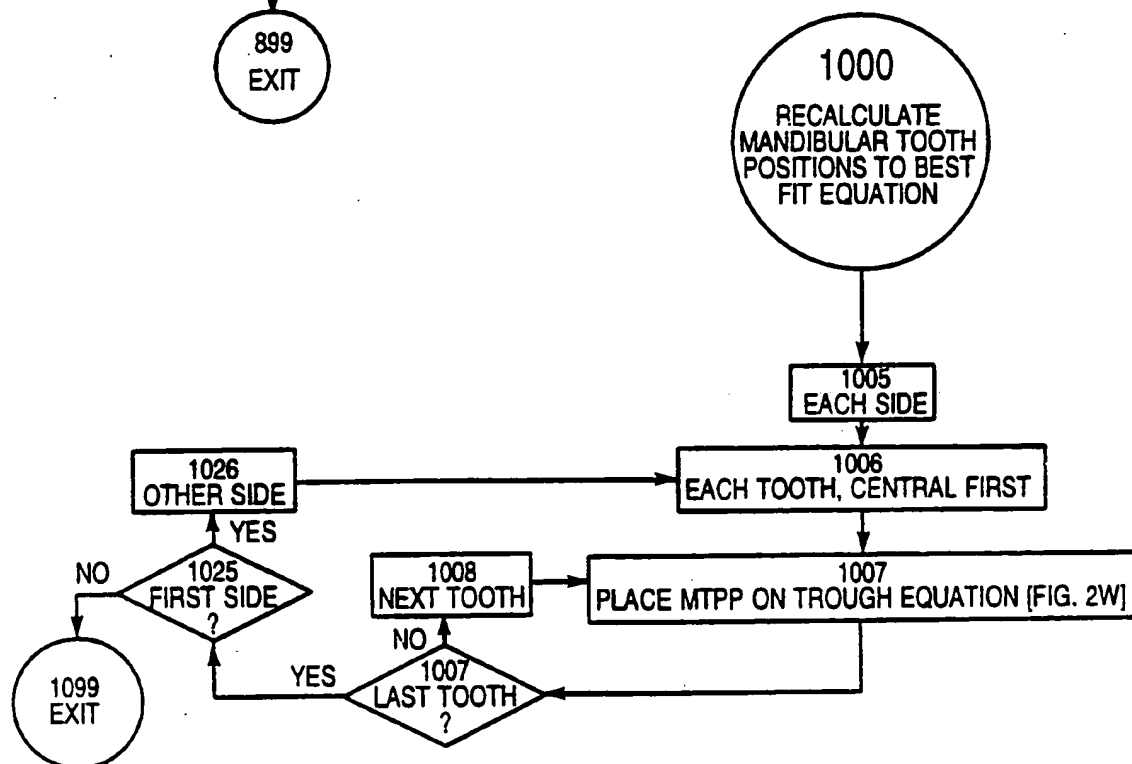 899
EXIT
1000
RECALCULATE
MANDIBULAR TOOTH
POSITIONS TO BEST
FIT EQUATION
1005
EACH SIDE
1006
EACH TOOTH, CENTRAL FIRST
1026
OTHER SIDE
YES
NO
1025
FIRST SIDE
?
1008
NEXT TOOTH
1007
PLACE MTPP ON TROUGH EQUATION [FIG. 2W]
NO
YES
1007
LAST TOOTH
?
1099
EXIT